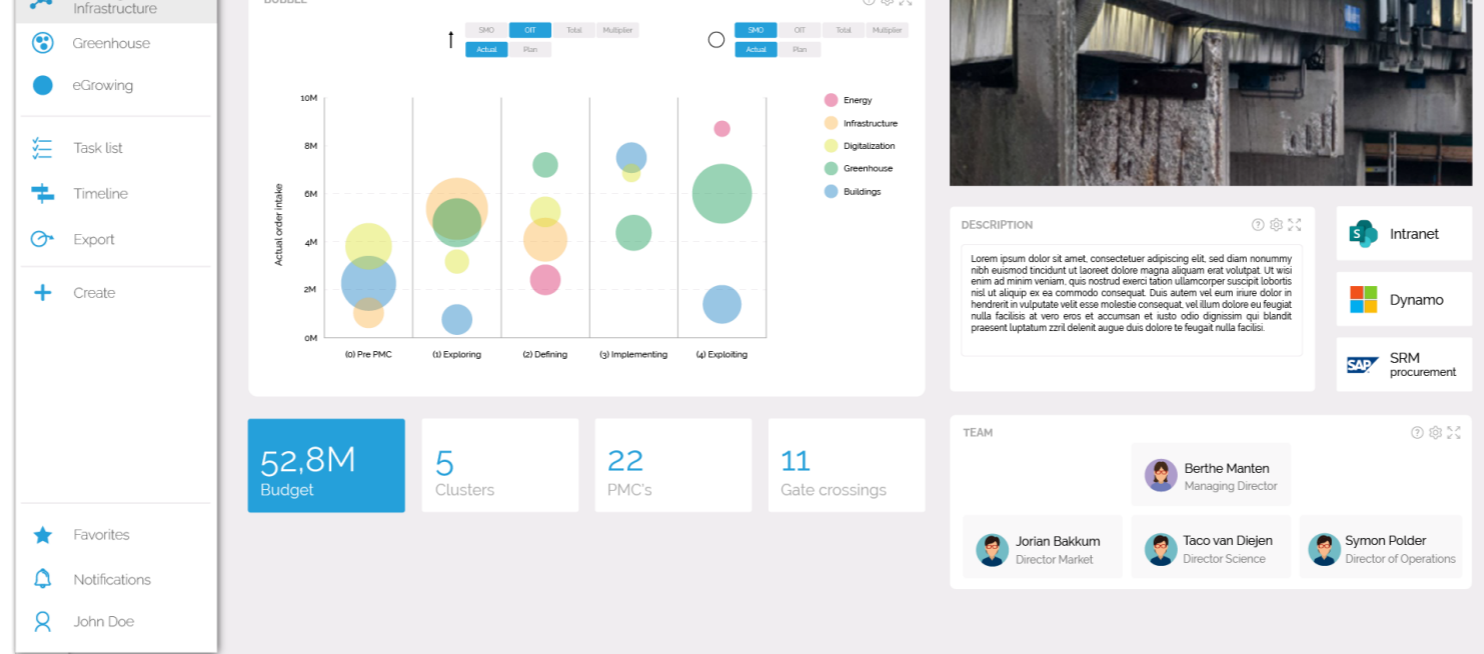 Infrastructure
Greenhouse
eGrowing
Task list
Timeline
Export
Create
Favorites
Notifications
John Doe
SMO OIT Total Multiplier
Actual Plan
SMO OIT Total Multiplier
Actual Plan
Actual order intake
10M
8M
6M
4M
2M
0M
(0) Pre PMC (1) Exploring (2) Defining (3) Implementing (4) Exploiting
Energy
Infrastructure
Digitalization
Greenhouse
Buildings
52,8M
Budget
5
Clusters
22
PMC's
11
Gate crossings
DESCRIPTION
Lorem ipsum dolor sit amet, consectetuer adipiscing elit, sed diam nonummy
nibh euismod tincidunt ut laoreet dolore magna aliquam erat volutpat. Ut wisi
enim ad minim veniam, quis nostrud exerci tation ullamcorper suscipit lobortis
nisl ut aliquip ex ea commodo consequat. Duis autem vel eum iriure dolor in
hendrerit in vulputate velit esse molestie consequat, vel illum dolore eu feugiat
nulla facilisis at vero eros et accumsan et iusto odio dignissim qui blandit
praesent luptatum zzril delenit augue duis dolore te feugait nulla facilisi.
S Intranet
Dynamo
SAP SRM
procurement
TEAM
Berthe Manten
Managing Director
Jorian Bakkum
Director Market
Taco van Diejen
Director Science
Symon Polder
Director of Operations